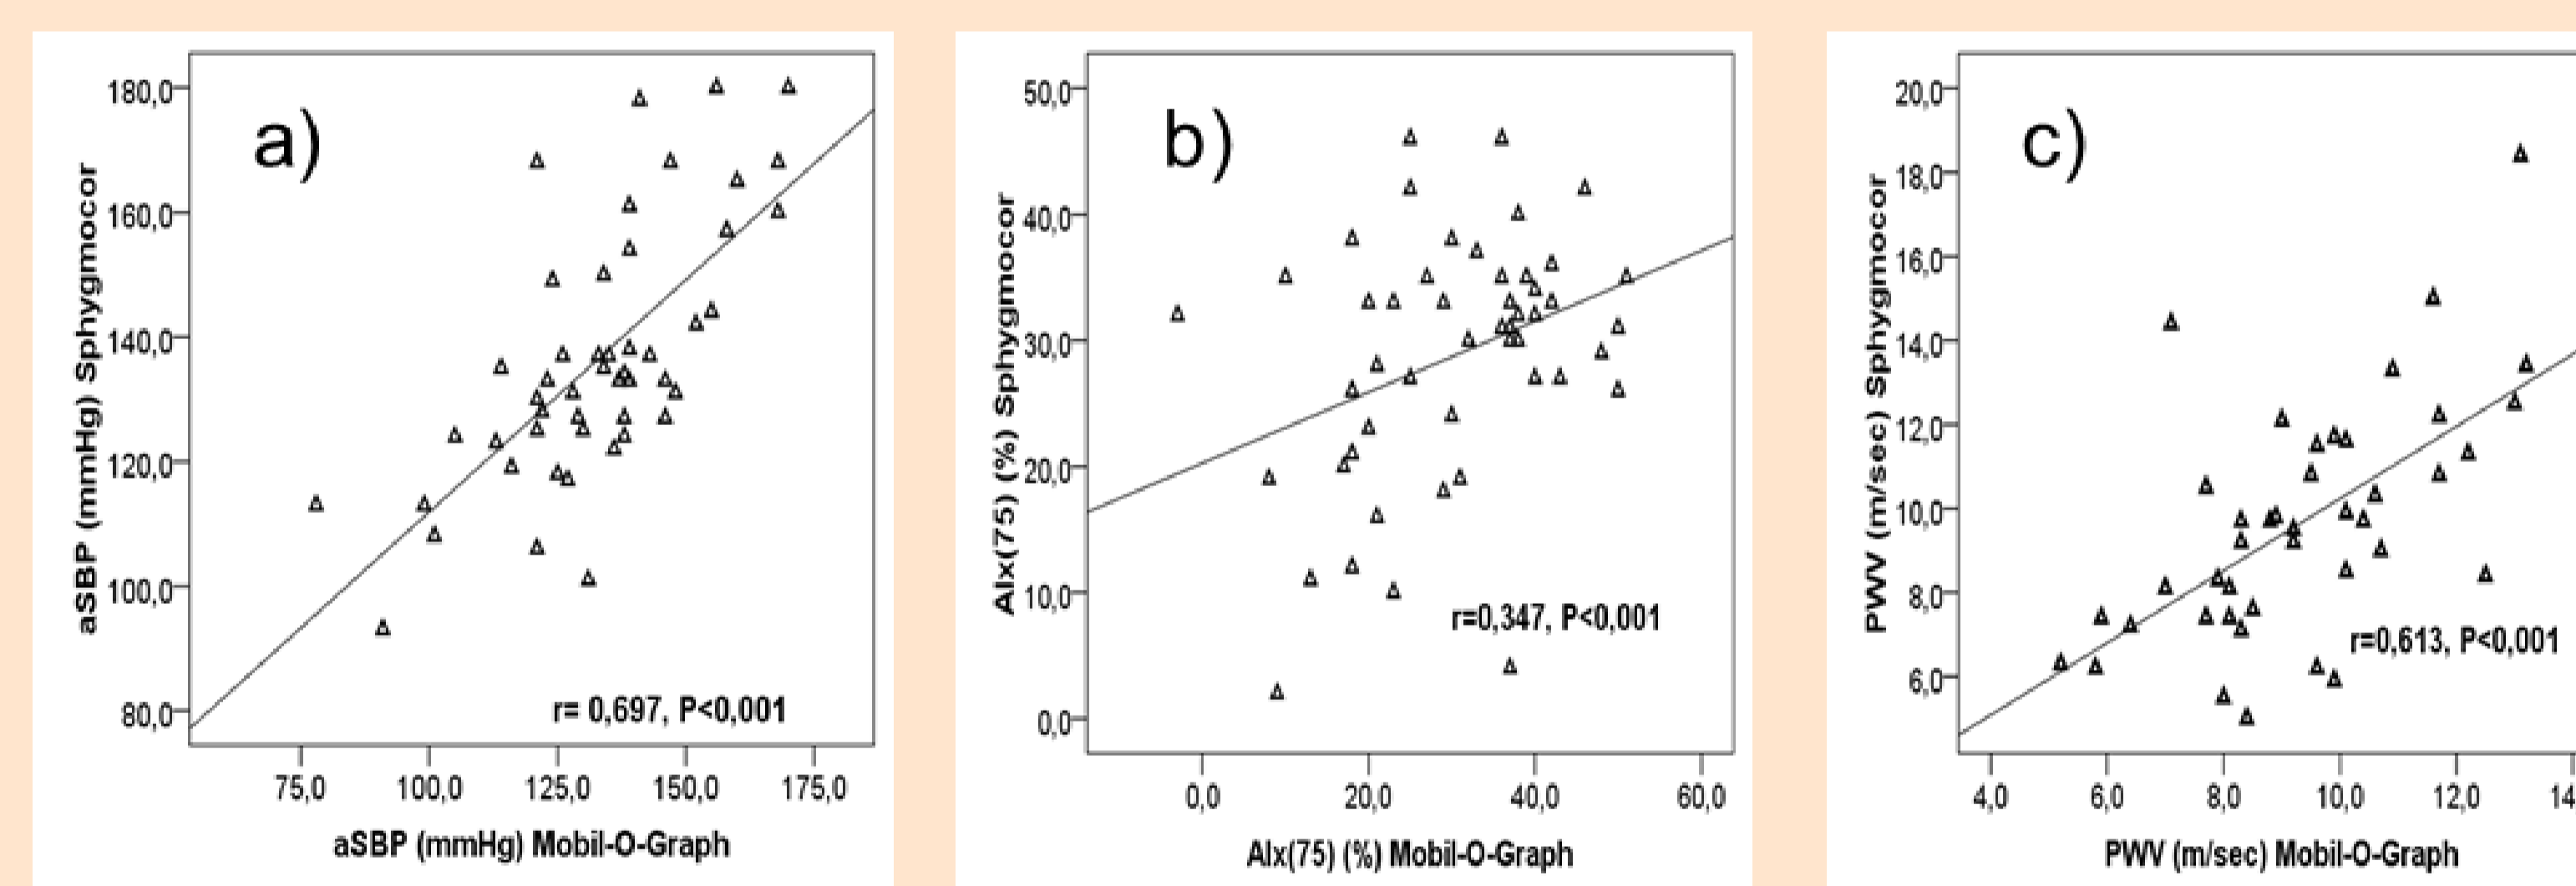 a)
aSBP (mmHg) Sphygmocor
180,0
160,0
140,0
120,0
100,0
80,0
r= 0,697, P<0,001
75,0 100,0 125,0 150,0 175,0
aSBP (mmHg) Mobil-O-Graph
b)
AIx(75) (%) Sphygmocor
50,0
40,0
30,0
20,0
10,0
0,0
r=0,347, P<0,001
0,0 20,0 40,0 60,0
AIx(75) (%) Mobil-O-Graph
c)
PWV (m/sec) Sphygmocor
20,0
18,0
16,0
14,0
12,0
10,0
8,0
6,0
r=0,613, P<0,001
4,0 6,0 8,0 10,0 12,0
PWV (m/sec) Mobil-O-Graph